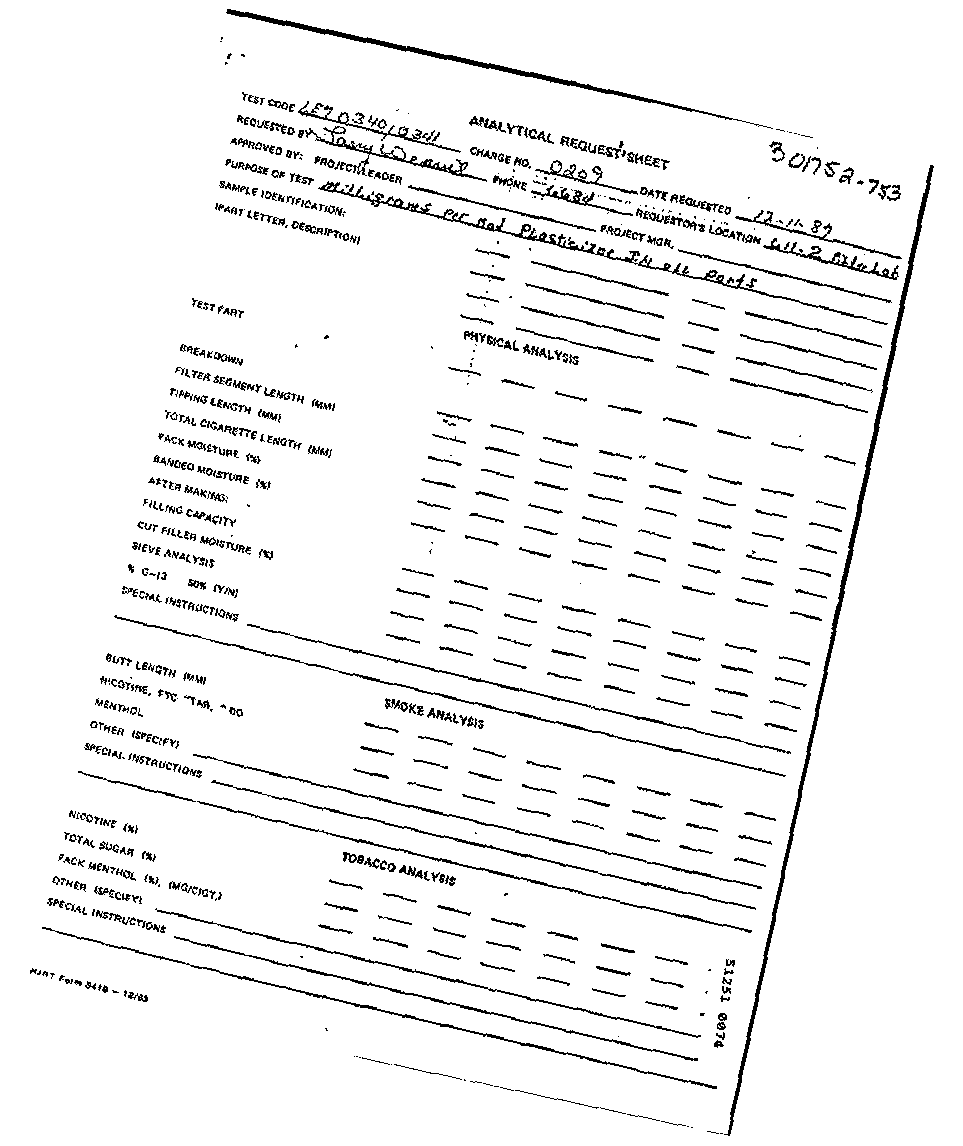 ANALYTICAL REQUEST SHEET
301752-753
TEST CODE LE7 0340/0341 CHARGE NO. 0209 DATE REQUESTED 12-11-87
REQUESTED BY Larry PHONE 6684 REQUESTOR'S LOCATION 611-2 Lab
APPROVED BY: PROJECT LEADER PROJECT MGR.
PURPOSE OF TEST Milligrams per Rod Plasticizer IN all Parts
SAMPLE IDENTIFICATION:
(PART LETTER, DESCRIPTION)
PHYSICAL ANALYSIS
TEST PART
BREAKDOWN
FILTER SEGMENT LENGTH (MM)
TIPPING LENGTH (MM)
TOTAL CIGARETTE LENGTH (MM)
PACK MOISTURE (%)
BANDED MOISTURE (%)
AFTER MAKING:
FILLING CAPACITY
CUT FILLER MOISTURE (%)
SIEVE ANALYSIS
% G-13 50% (Y/N)
SPECIAL INSTRUCTIONS
SMOKE ANALYSIS
BUTT LENGTH (MM)
NICOTINE, FTC "TAR," CO
MENTHOL
OTHER (SPECIFY)
SPECIAL INSTRUCTIONS
TOBACCO ANALYSIS
NICOTINE (%)
TOTAL SUGAR (%)
PACK MENTHOL (%), (MG/CIGT.)
OTHER (SPECIFY)
SPECIAL INSTRUCTIONS
RJRT Form 5418 - 12/83
51251 0074